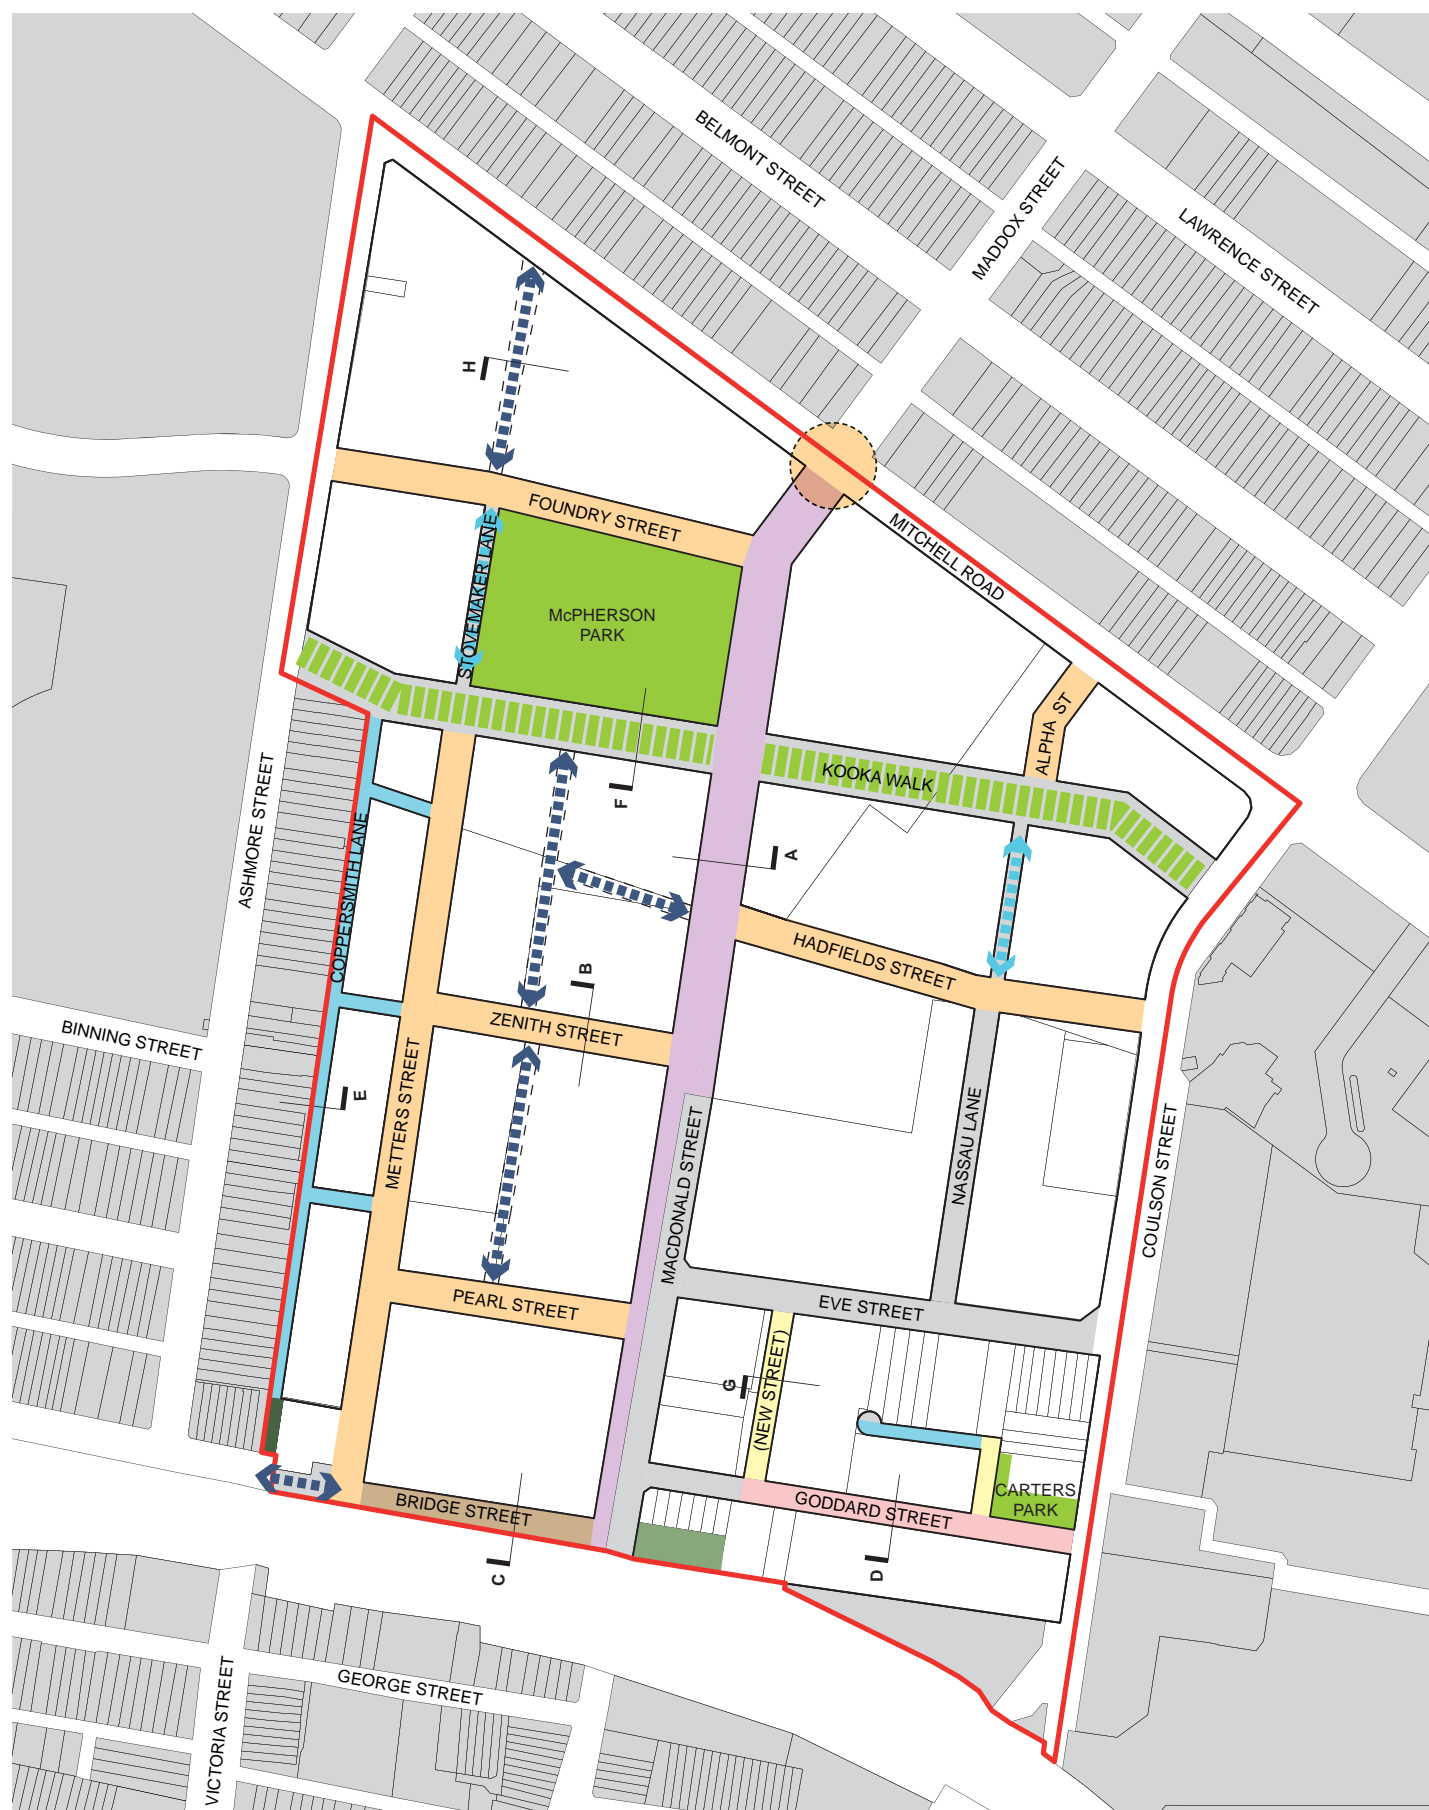 BELMONT STREET
MADDOX STREET
LAWRENCE STREET
H
FOUNDRY STREET
STOVEMAKER LANE
McPHERSON
PARK
MITCHELL ROAD
ALPHA ST
KOOKA WALK
F
A
ASHMORE STREET
COPPERSMITH LANE
HADFIELDS STREET
B
ZENITH STREET
BINNING STREET
E
METTERS STREET
MACDONALD STREET
NASSAU LANE
COULSON STREET
PEARL STREET
EVE STREET
G
(NEW STREET)
CARTERS
PARK
GODDARD STREET
BRIDGE STREET
C
D
GEORGE STREET
VICTORIA STREET